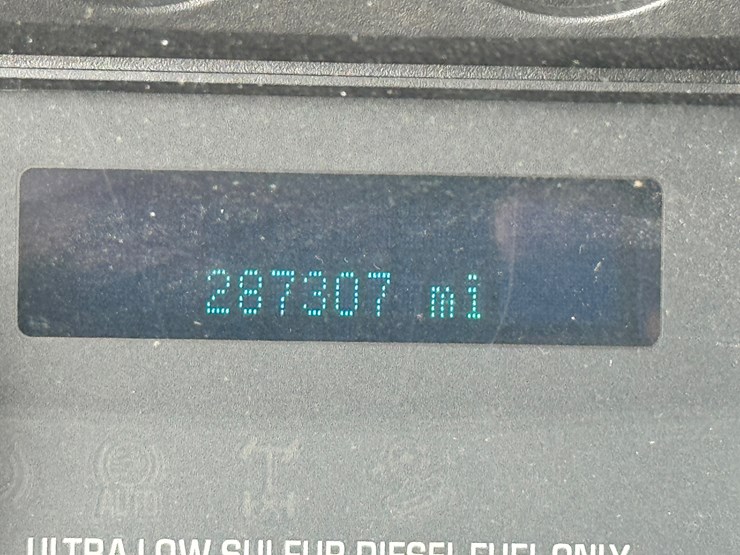 287307 mi
AUTO
ULTRA LOW SULFUR DIESEL FUEL ONLY